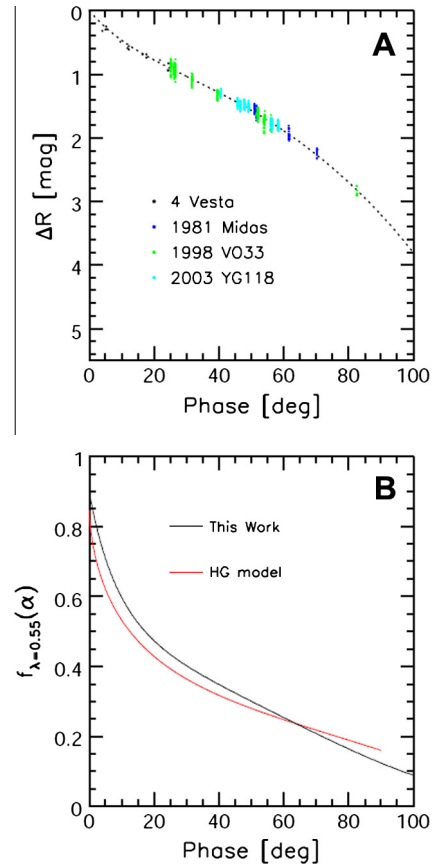 A
0
1
2
3
4
5
ΔR [mag]
4 Vesta
1981 Midas
1998 VO33
2003 YG118
0 20 40 60 80 100
Phase [deg]
B
1
0.8
0.6
0.4
0.2
0
f λ=0.55(α)
This Work
HG model
0 20 40 60 80 100
Phase [deg]